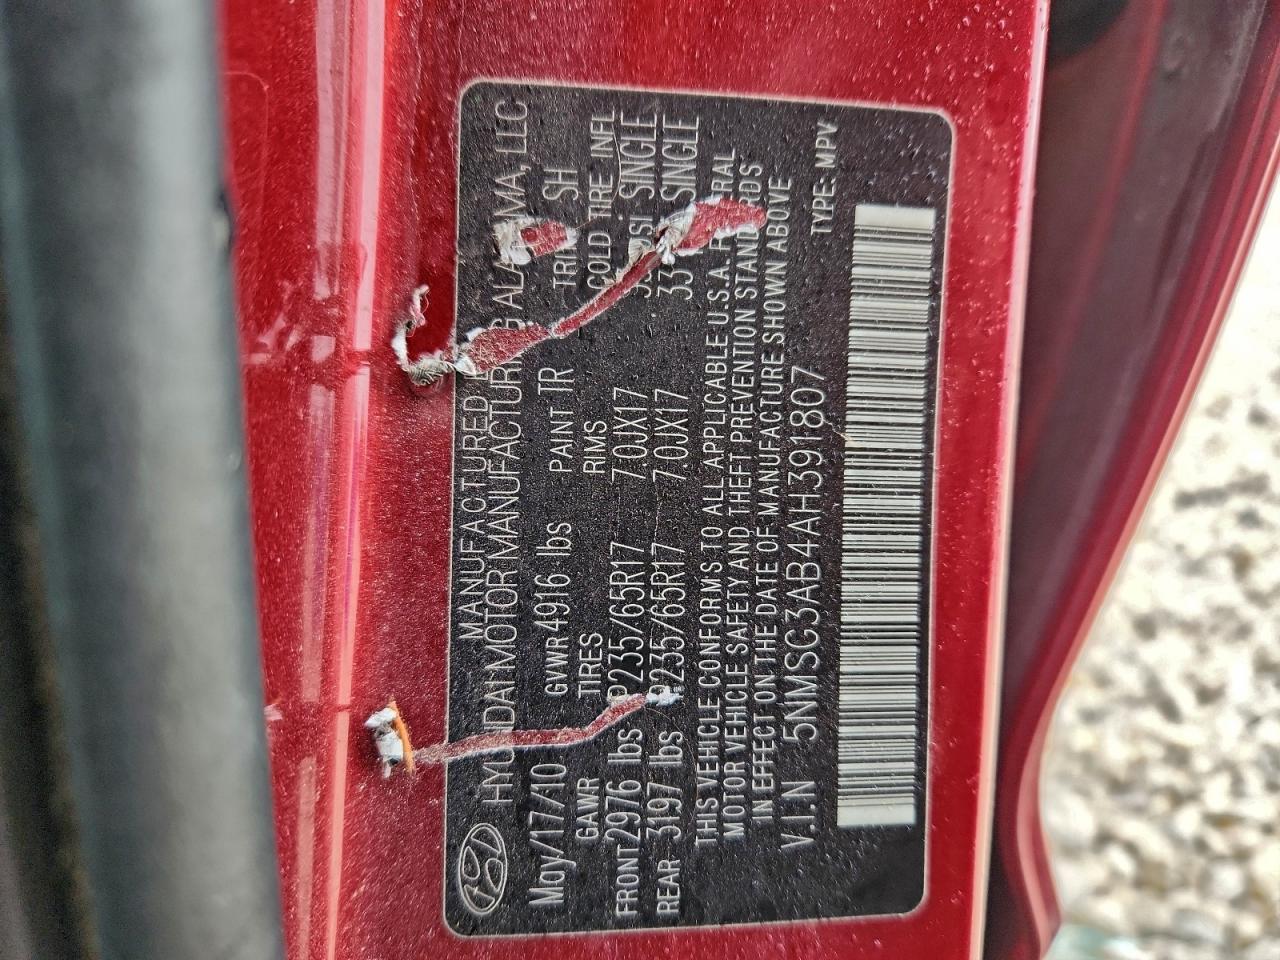 MANUFACTURED
HYUNDAI MOTOR MANUFACTURING ALABAMA, LLC
May/17/10 GVWR 4916 lbs PAINT TR TRIM SH
GAWR TIRES RIMS COLD TIRE INFL
FRONT 2976 lbs P235/65R17 7.0JX17 PSI SINGLE
REAR 3197 lbs P235/65R17 7.0JX17 33 SINGLE
THIS VEHICLE CONFORMS TO ALL APPLICABLE U.S.A. FEDERAL
MOTOR VEHICLE SAFETY AND THEFT PREVENTION STANDARDS
IN EFFECT ON THE DATE OF MANUFACTURE SHOWN ABOVE
V.I.N 5NMSG3AB4AH391807 TYPE: MPV